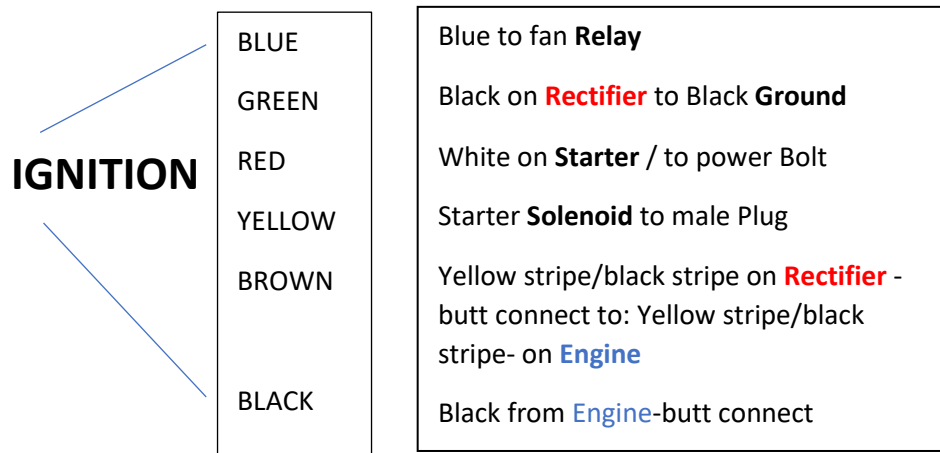 BLUE
GREEN
IGNITION
RED
YELLOW
BROWN
BLACK
Blue to fan Relay
Black on Rectifier to Black Ground
White on Starter / to power Bolt
Starter Solenoid to male Plug
Yellow stripe/black stripe on Rectifier -
butt connect to: Yellow stripe/black
stripe- on Engine
Black from Engine-butt connect